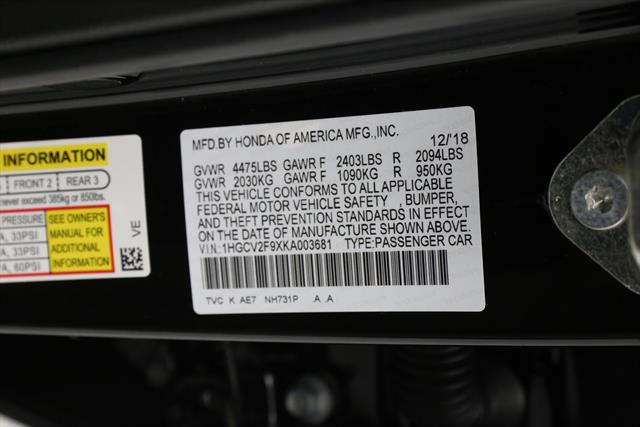 INFORMATION
FRONT 2 REAR 3
never exceed 385kg or 850lbs.
PRESSURE SEE OWNER'S
33PSI MANUAL FOR
33PSI ADDITIONAL
60PSI INFORMATION
VE
MFD.BY HONDA OF AMERICA MFG.,INC. 12/'18
GVWR 4475LBS GAWR F 2403LBS R 2094LBS
GVWR 2030KG GAWR F 1090KG R 950KG
THIS VEHICLE CONFORMS TO ALL APPLICABLE
FEDERAL MOTOR VEHICLE SAFETY , BUMPER,
AND THEFT PREVENTION STANDARDS IN EFFECT
ON THE DATE OF MANUFACTURE SHOWN ABOVE.
V.I.N.:1HGCV2F9XKA003681 TYPE:PASSENGER CAR
TVC K AE7 NH731P .A .A